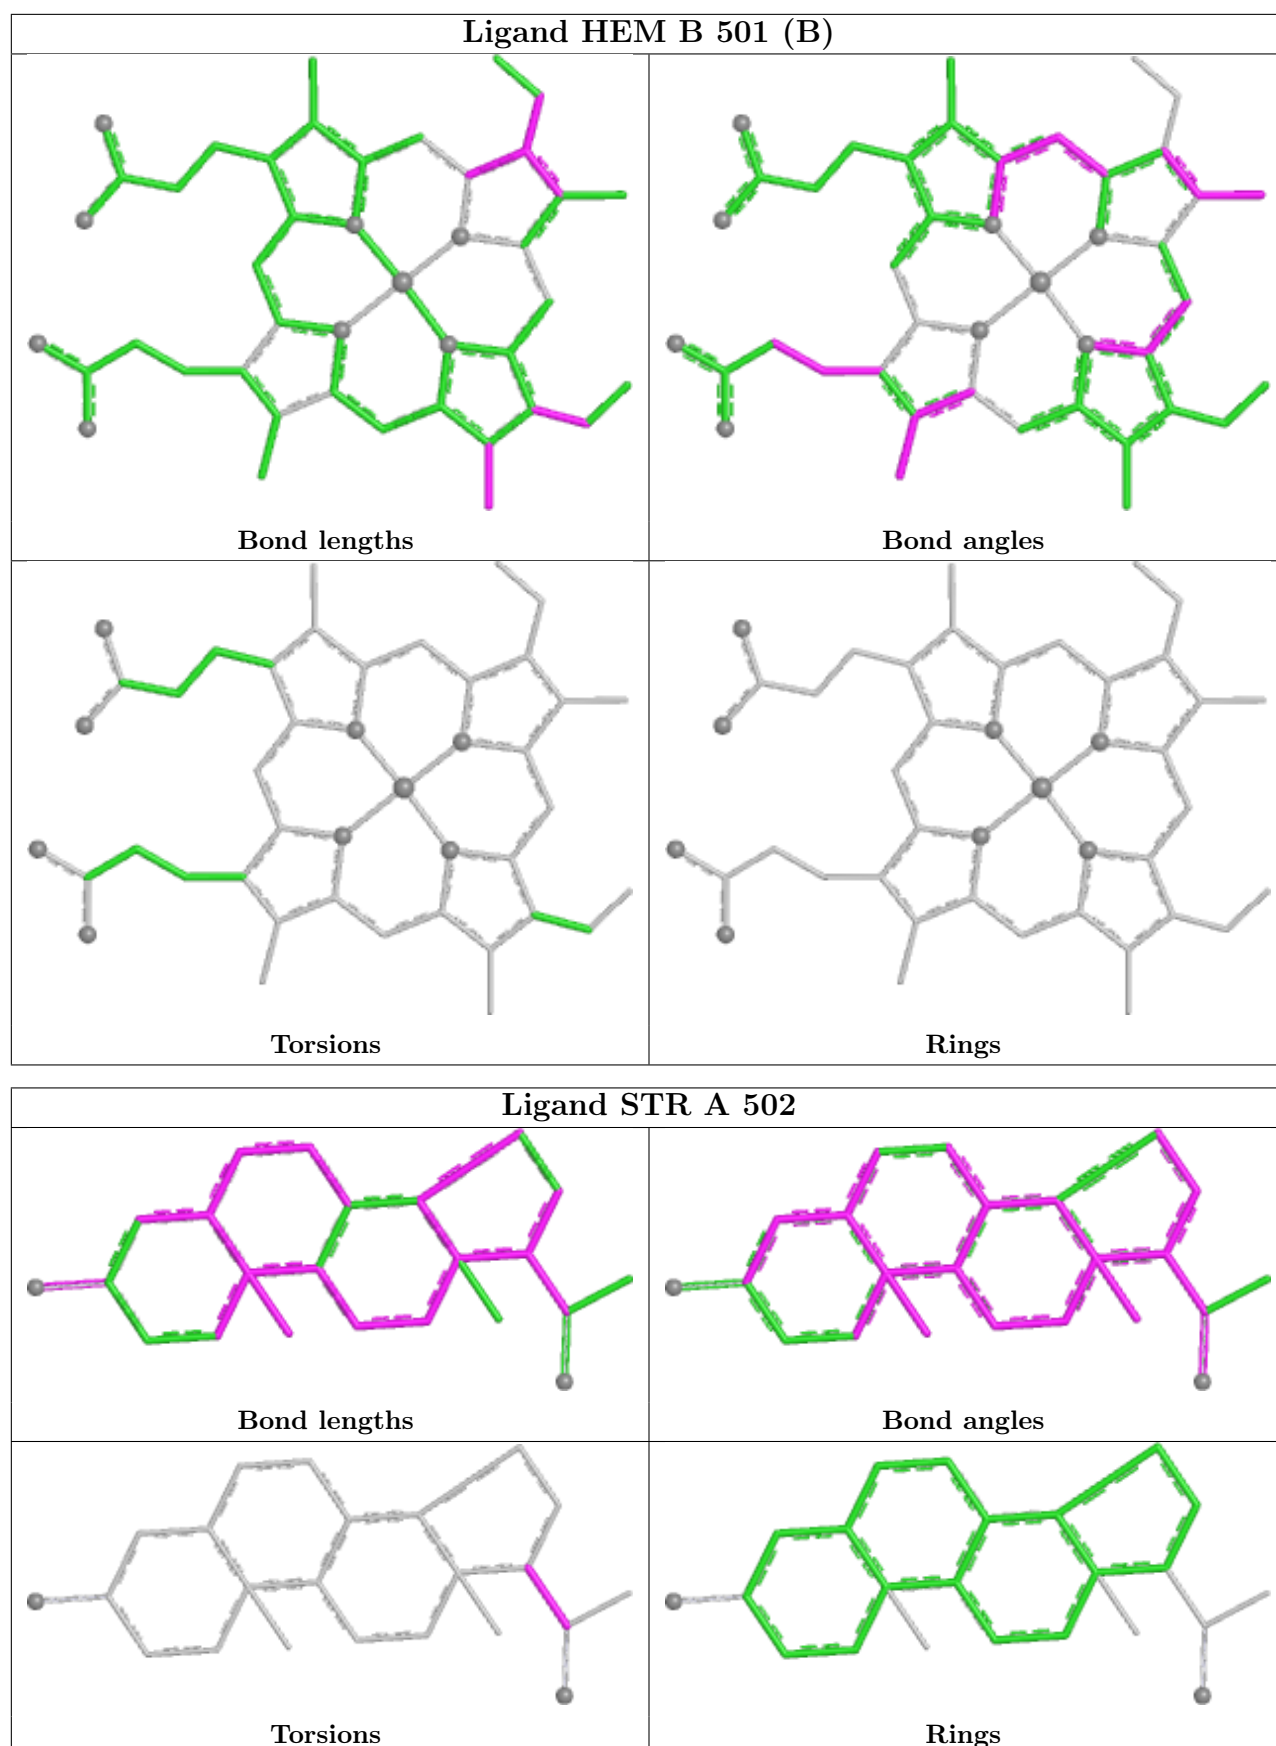 Ligand HEM B 501 (B)
Bond lengths
Bond angles
Torsions
Rings
Ligand STR A 502
Bond lengths
Bond angles
Torsions
Rings